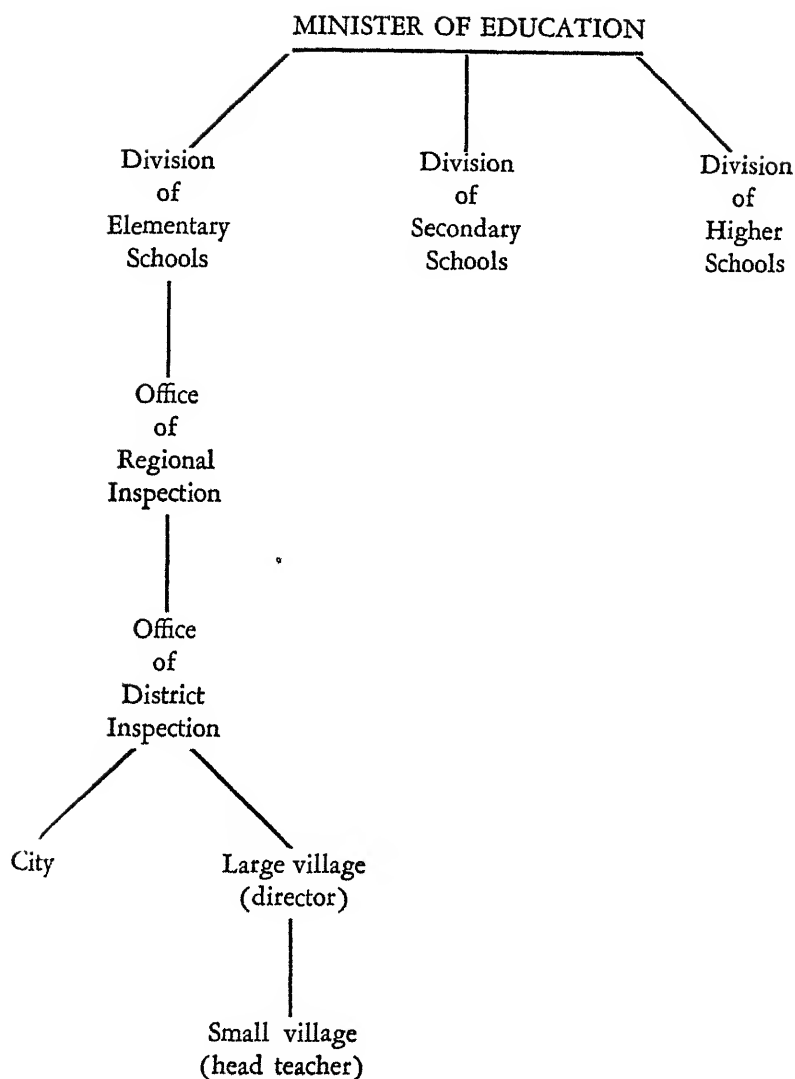 MINISTER OF EDUCATION
Division
of
Elementary
Schools
Division
of
Secondary
Schools
Division
of
Higher
Schools
Office
of
Regional
Inspection
Office
of
District
Inspection
City
Large village
(director)
Small village
(head teacher)